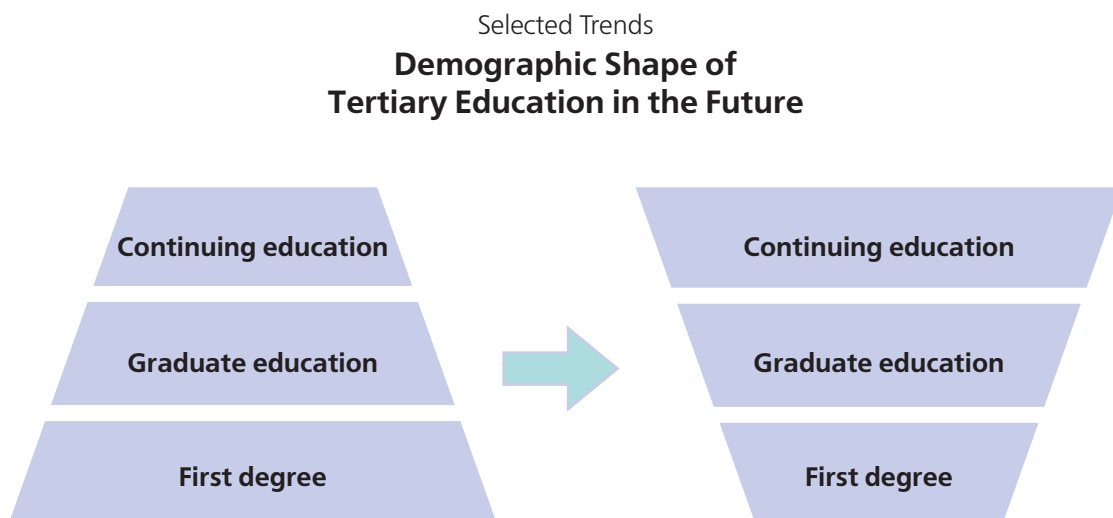 Selected Trends
Demographic Shape of
Tertiary Education in the Future
Continuing education
Graduate education
First degree
Continuing education
Graduate education
First degree